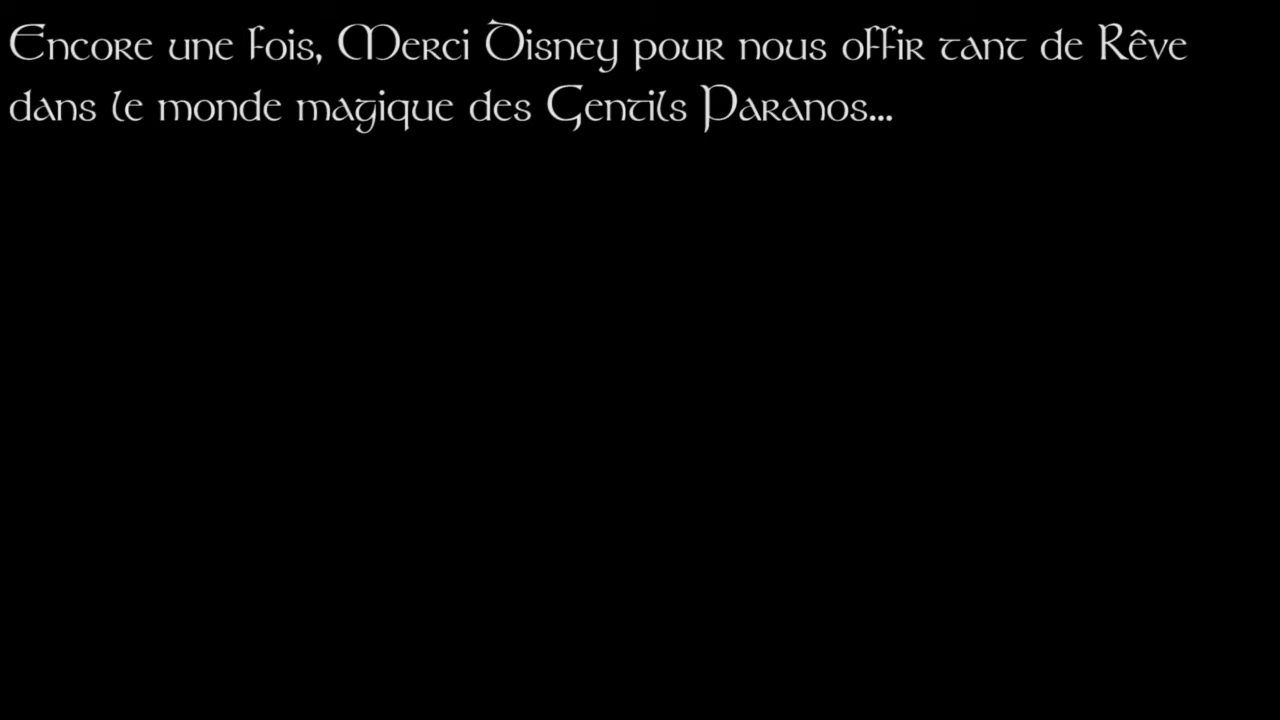 Encore une fois, Merci Disney pour nous offir tant de Rêve
dans le monde magique des Gentils Paranos...